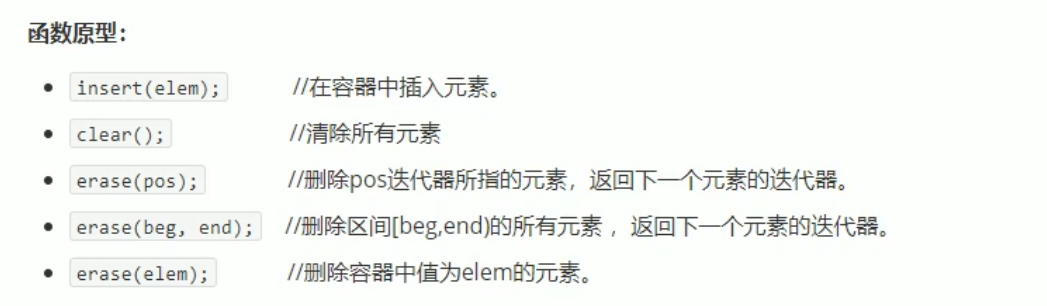 函数原型：
insert(elem); //在容器中插入元素。
clear(); //清除所有元素
erase(pos); //删除pos迭代器所指的元素，返回下一个元素的迭代器。
erase(beg, end); //删除区间[beg,end)的所有元素 ，返回下一个元素的迭代器。
erase(elem); //删除容器中值为elem的元素。